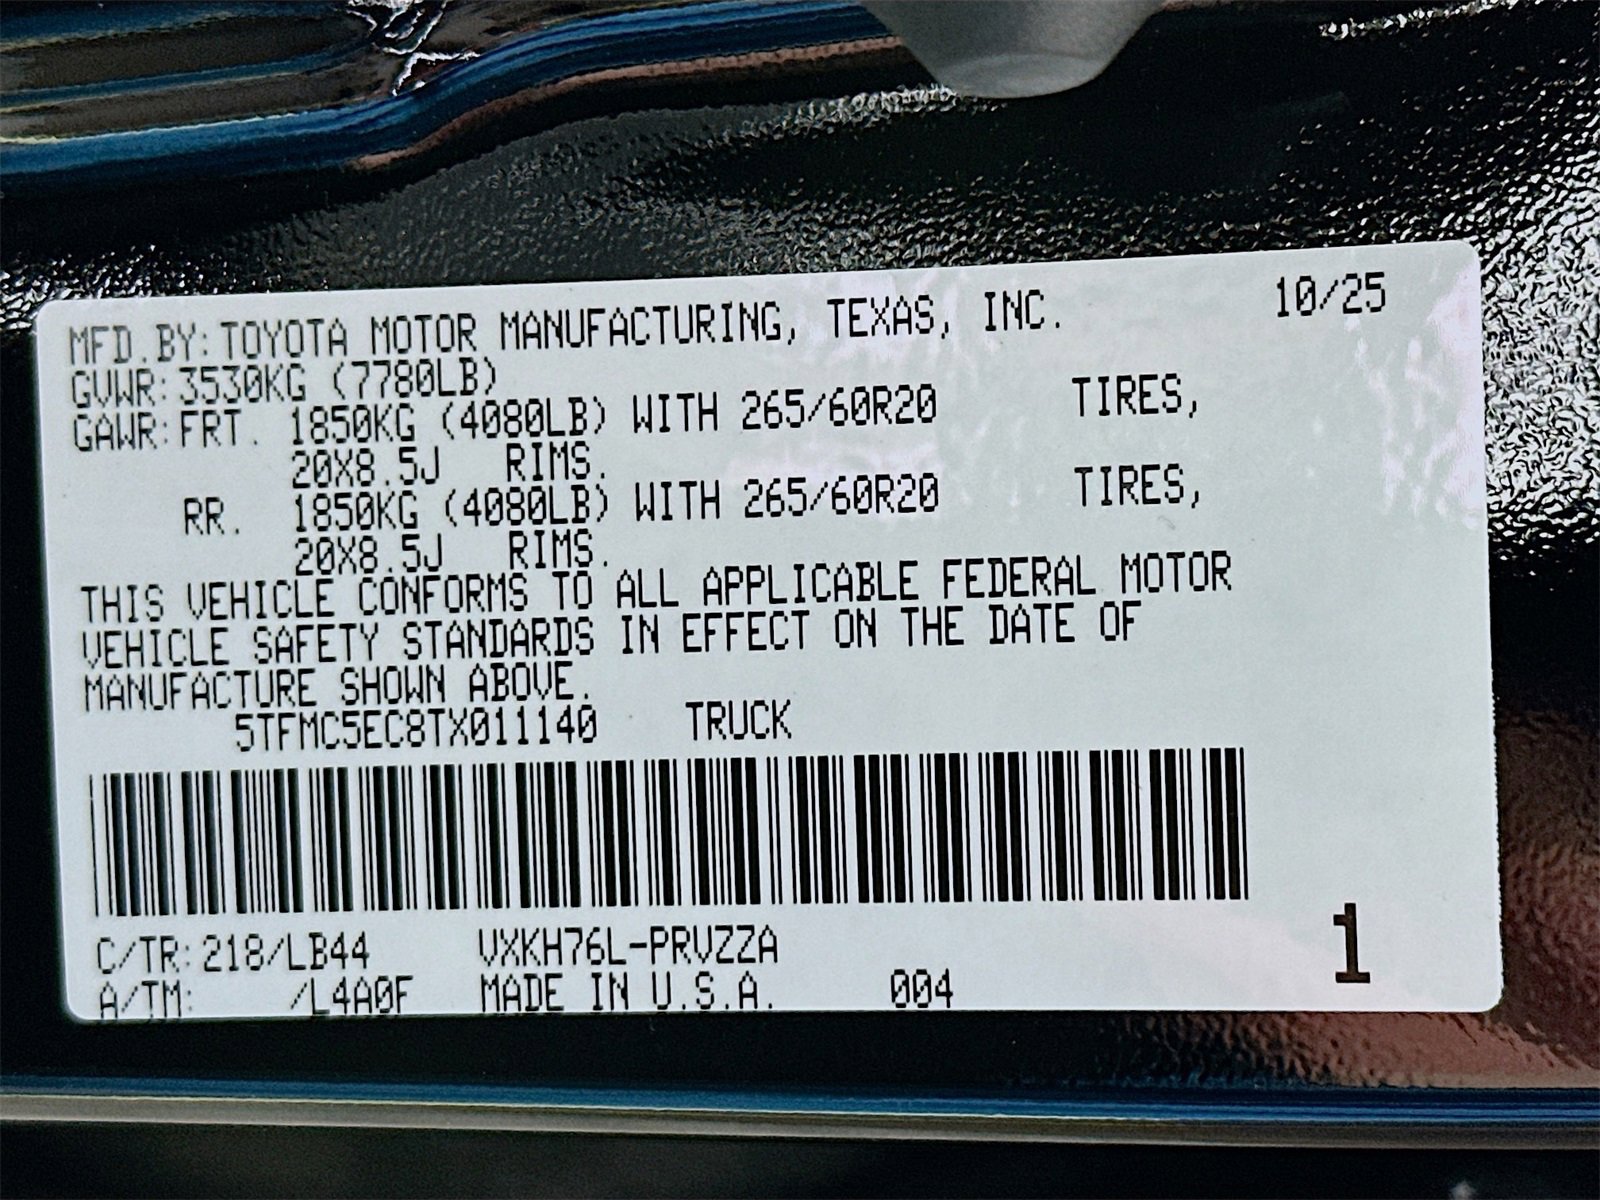 MFD.BY: TOYOTA MOTOR MANUFACTURING, TEXAS, INC. 10/25
GVWR: 3530KG (7780LB)
GAWR: FRT. 1850KG (4080LB) WITH 265/60R20 TIRES,
20X8.5J RIMS.
RR. 1850KG (4080LB) WITH 265/60R20 TIRES,
20X8.5J RIMS.
THIS VEHICLE CONFORMS TO ALL APPLICABLE FEDERAL MOTOR
VEHICLE SAFETY STANDARDS IN EFFECT ON THE DATE OF
MANUFACTURE SHOWN ABOVE.
5TFMC5EC8TX011140 TRUCK
C/TR: 218/LB44 VXKH76L-PRVZZA 1
A/TM: /L4A0F MADE IN U.S.A. 004